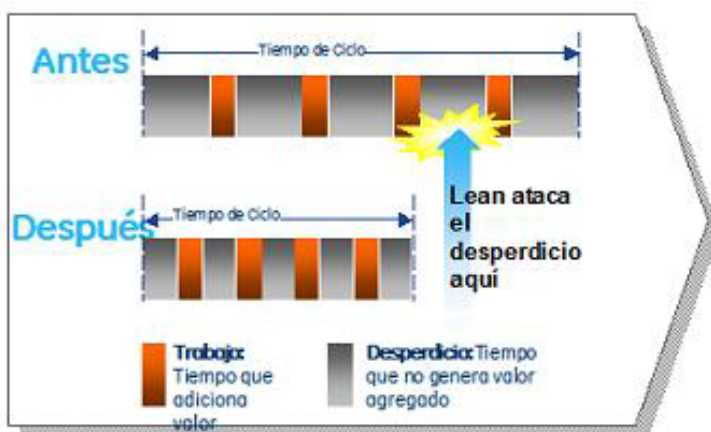 Tiempo de Ciclo
Antes
Tiempo de Ciclo
Después
Lean ataca
el
desperdicio
aquí
Trabajo:
Tiempo que
adiciona
valor
Desperdicio:Tiempo
que no genera valor
agregado